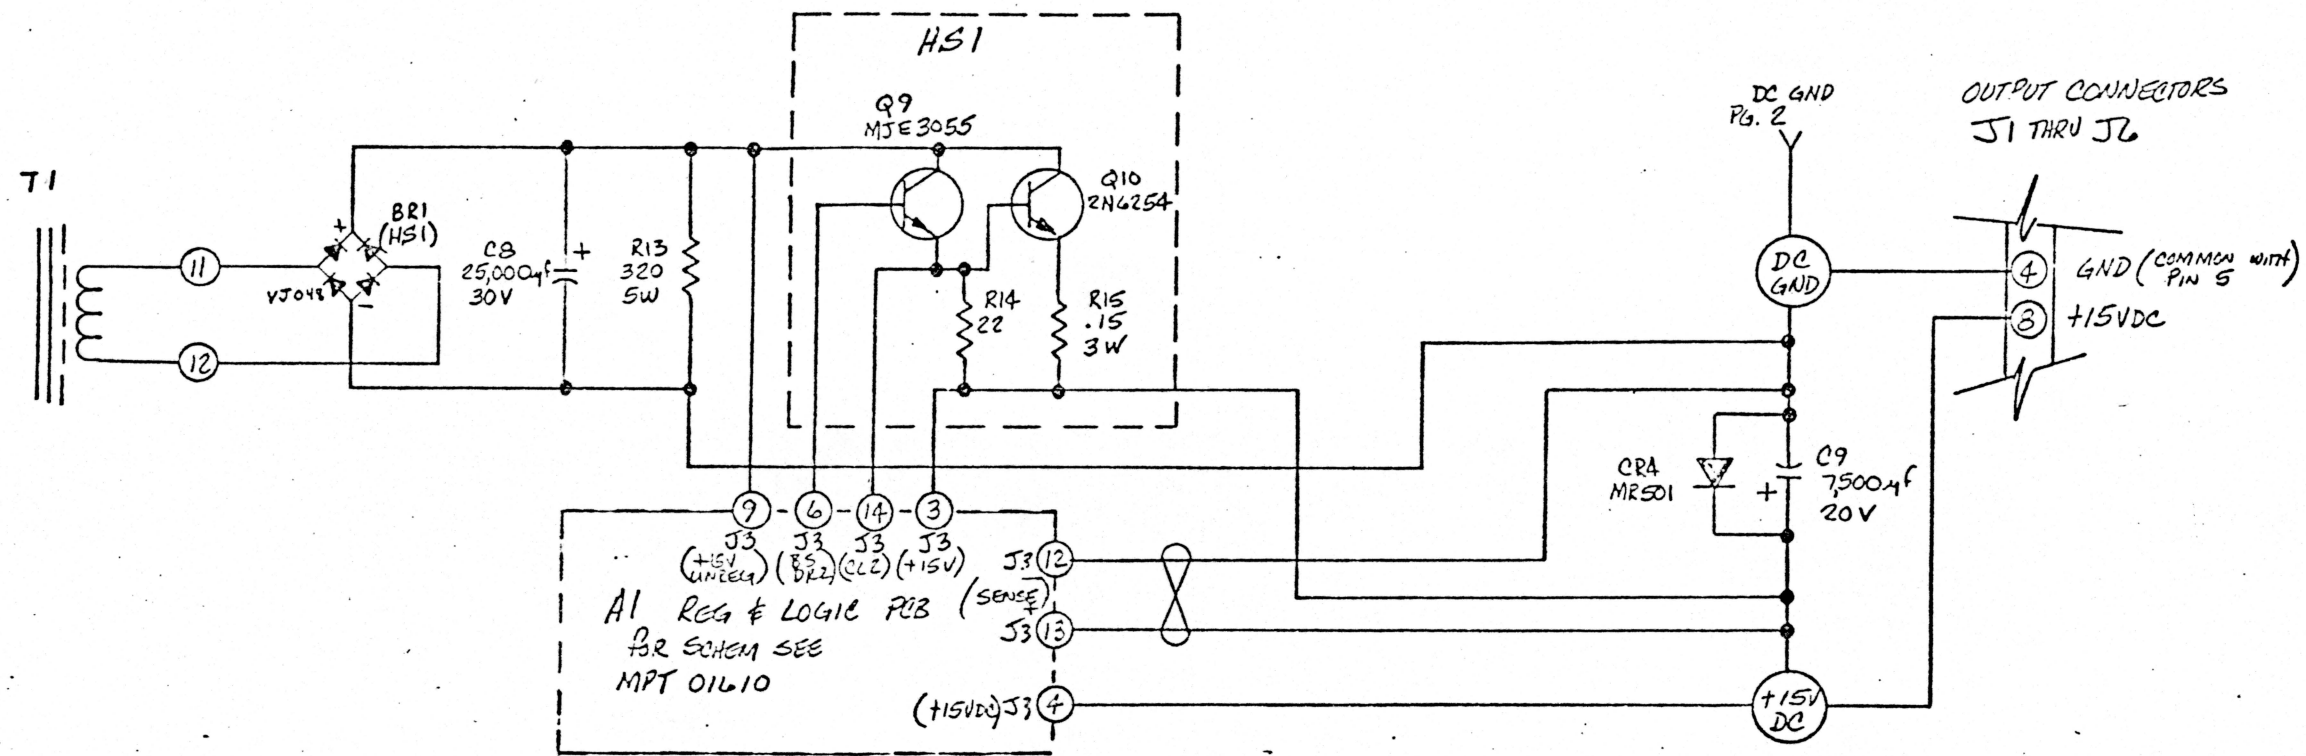 HS1
Q9
MJE3055
Q10
2N6254
T1
11
12
BR1
(HS1)
+
-
VJ048
C8
25,000µf
30V
+
R13
320
5W
R14
22
R15
.15
3W
DC GND
PG. 2
OUTPUT CONNECTORS
J1 THRU J6
DC
GND
4
GND (COMMON WITH
PIN 5)
8
+15VDC
CR4
MR501
+
C9
7,500µf
20V
9
6
14
3
J3
J3
J3
J3
(+15V
UNREG)
(BS
DR2)
(CL2)
(+15V)
J3 12
(SENSE)
-
+
J3 13
A1 REG & LOGIC PCB
FOR SCHEM SEE
MPT 01610
(+15VDC) J3 4
+15V
DC